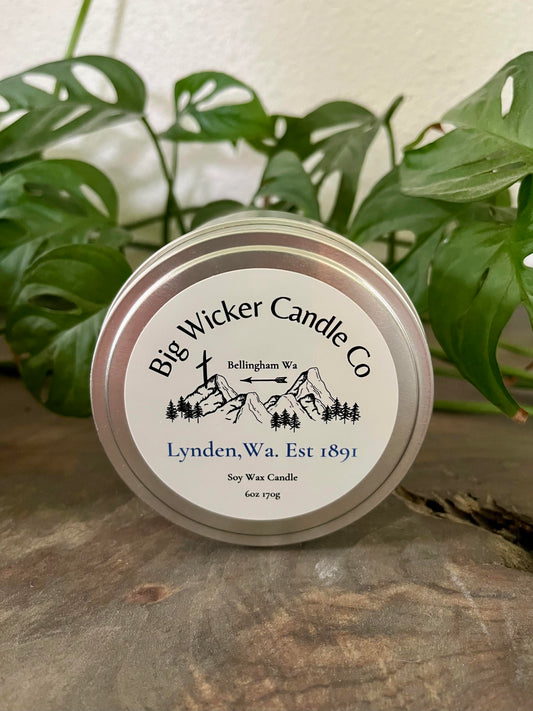 Big Wicker Candle Co
Bellingham Wa
Lynden,Wa. Est 1891
Soy Wax Candle
6oz 170g